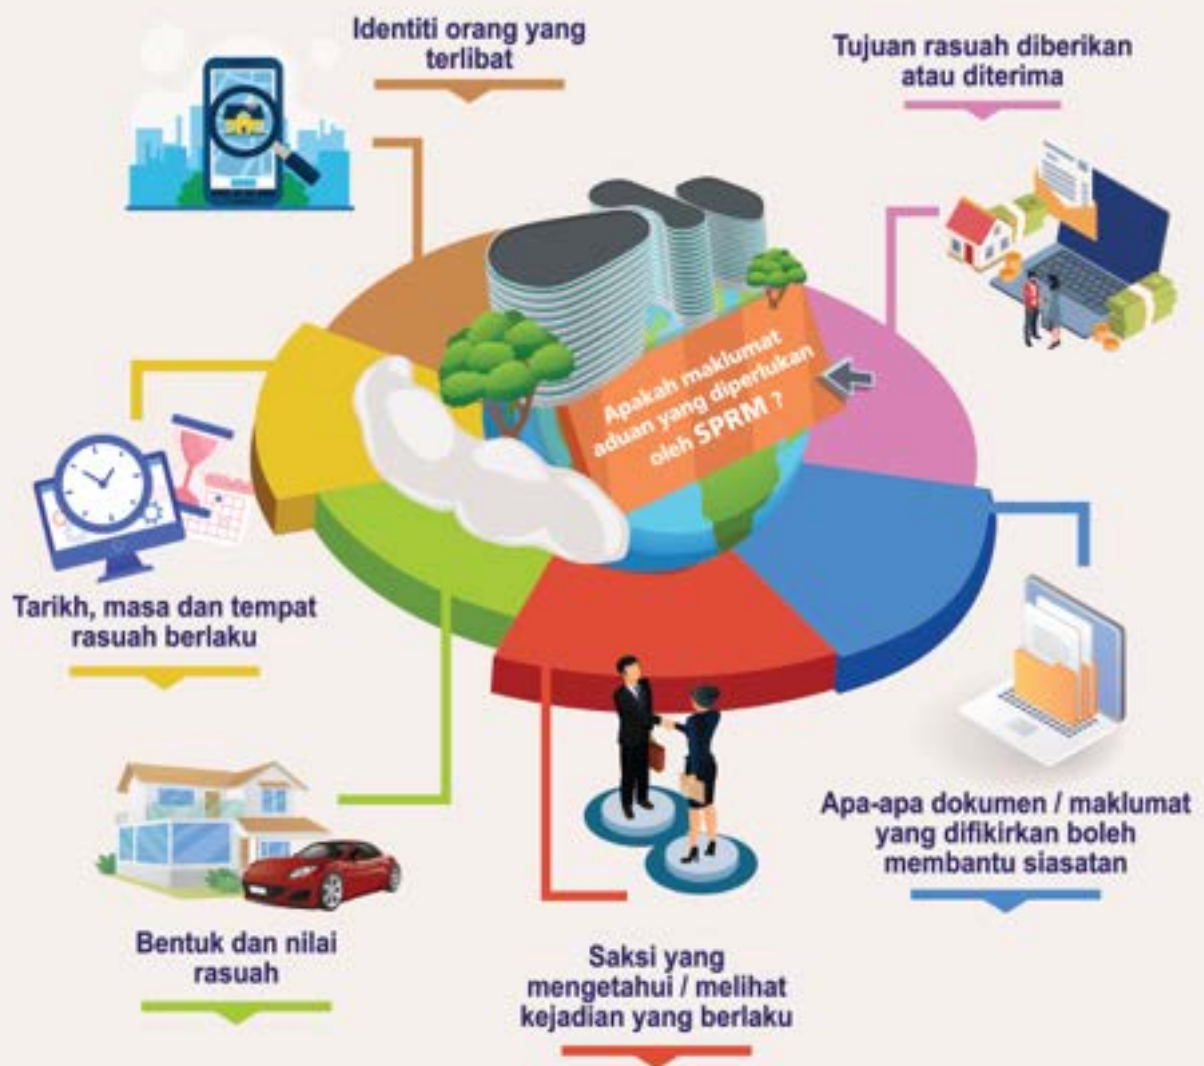 Identiti orang yang
terlibat
Tujuan rasuah diberikan
atau diterima
Apakah maklumat
aduan yang diperlukan
oleh SPRM ?
Tarikh, masa dan tempat
rasuah berlaku
Apa-apa dokumen / maklumat
yang difikirkan boleh
membantu siasatan
Bentuk dan nilai
rasuah
Saksi yang
mengetahui / melihat
kejadian yang berlaku